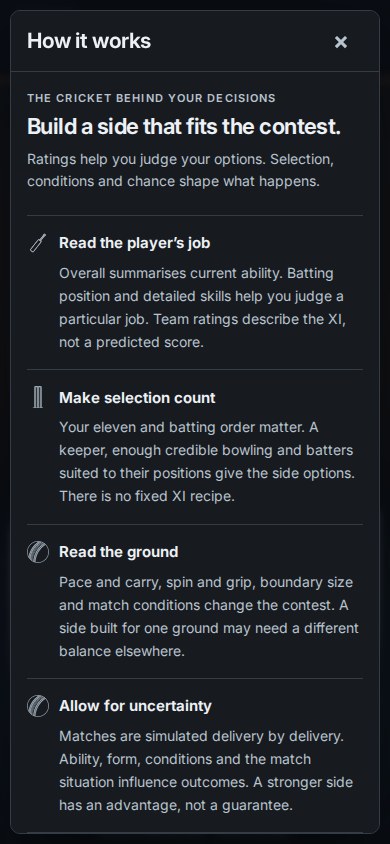 How it works
THE CRICKET BEHIND YOUR DECISIONS
Build a side that fits the contest.
Ratings help you judge your options. Selection,
conditions and chance shape what happens.
Read the player’s job
Overall summarises current ability. Batting
position and detailed skills help you judge a
particular job. Team ratings describe the XI,
not a predicted score.
Make selection count
Your eleven and batting order matter. A
keeper, enough credible bowling and batters
suited to their positions give the side options.
There is no fixed XI recipe.
Read the ground
Pace and carry, spin and grip, boundary size
and match conditions change the contest. A
side built for one ground may need a different
balance elsewhere.
Allow for uncertainty
Matches are simulated delivery by delivery.
Ability, form, conditions and the match
situation influence outcomes. A stronger side
has an advantage, not a guarantee.